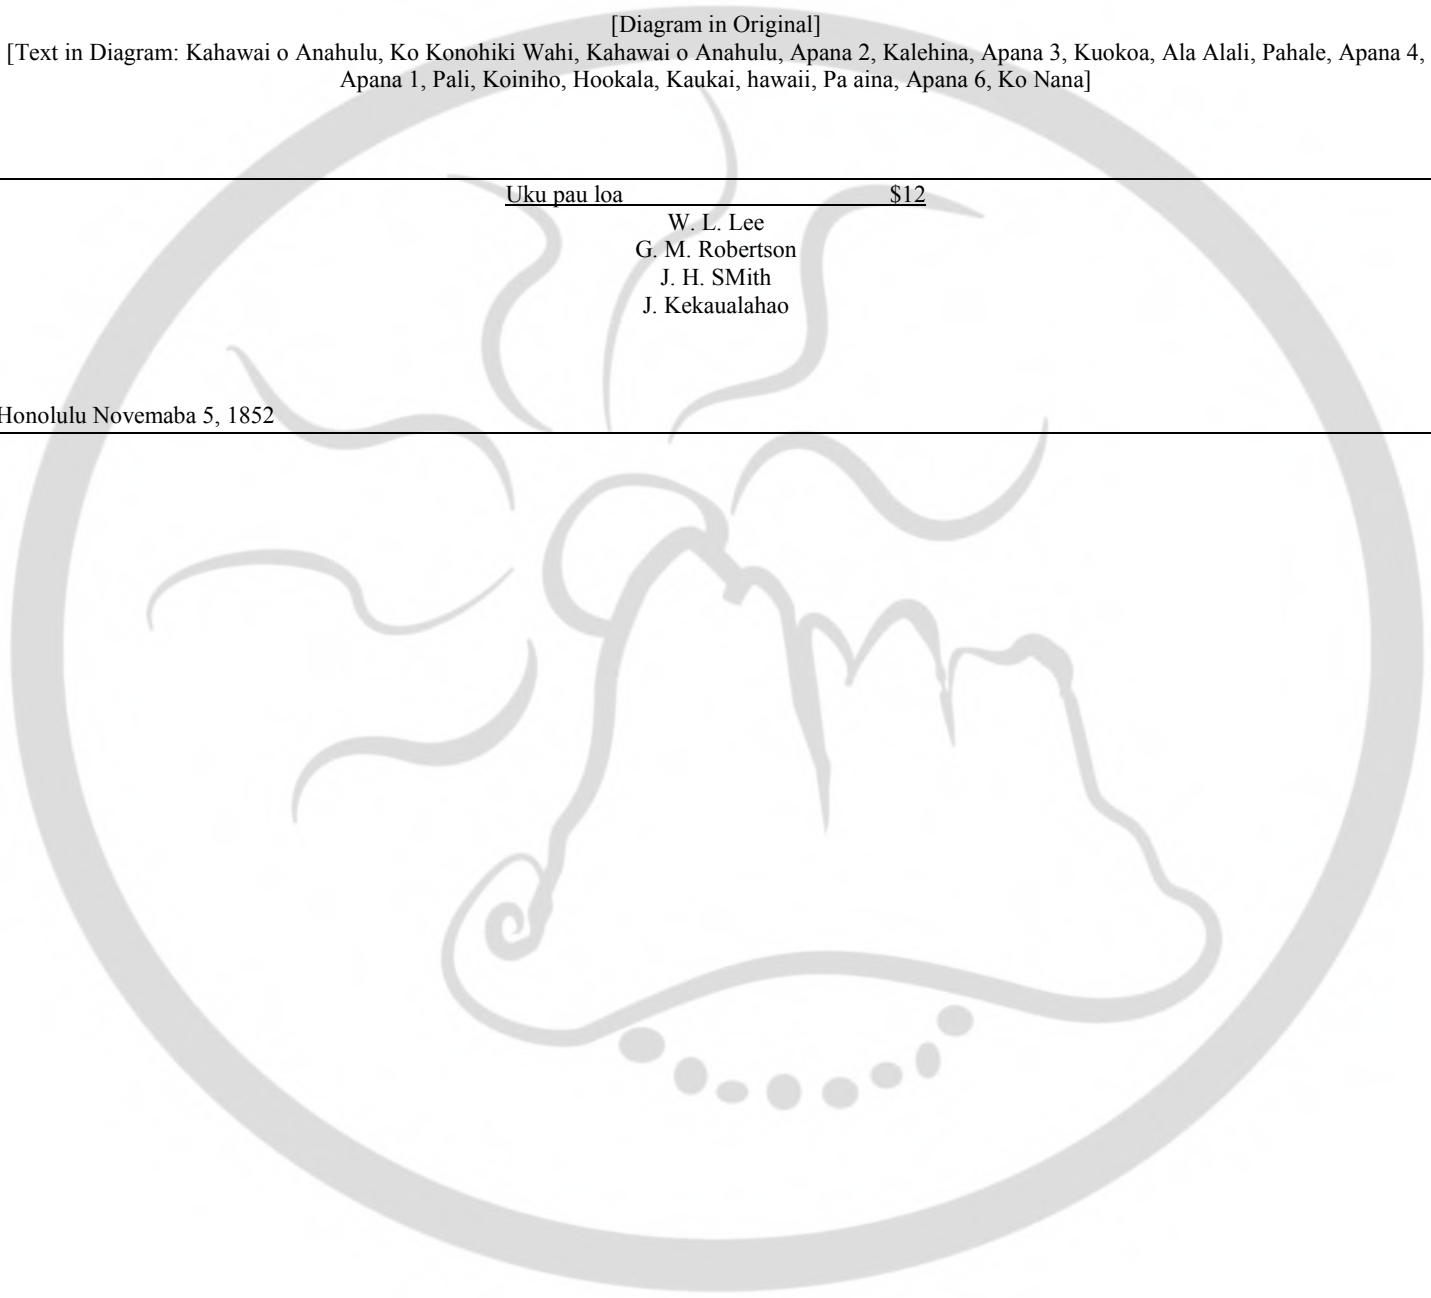 [Diagram in Original]
[Text in Diagram: Kahawai o Anahulu, Ko Konohiki Wahi, Kahawai o Anahulu, Apana 2, Kalehina, Apana 3, Kuokoa, Ala Alali, Pahale, Apana 4,
Apana 1, Pali, Koiniho, Hookala, Kaukai, hawaii, Pa aina, Apana 6, Ko Nana]
Uku pau loa $12
W. L. Lee
G. M. Robertson
J. H. SMith
J. Kekaualahao
Honolulu Novemaba 5, 1852